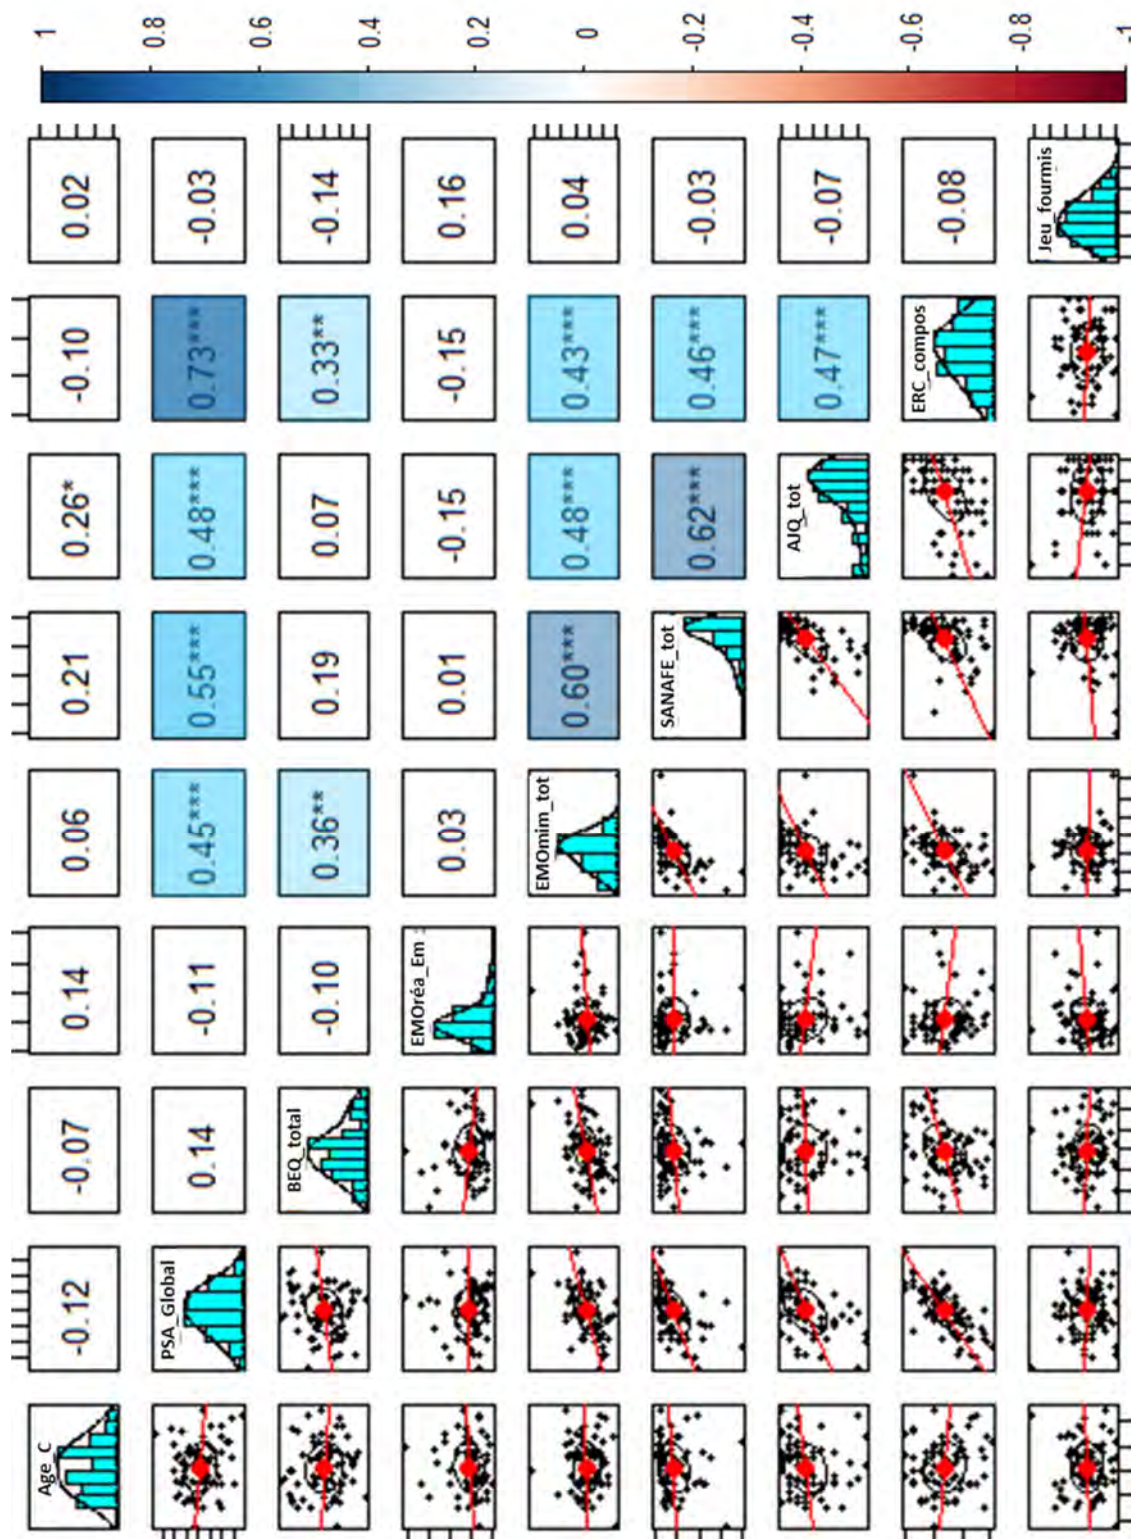 Age_C -0.12 -0.07 0.14 0.06 0.21 0.26* -0.10 0.02
PSA_Global 0.14 -0.11 0.45*** 0.55*** 0.48*** 0.73*** -0.03
BEQ_total -0.10 0.36** 0.19 0.07 0.33** -0.14
EMOréa_Em 0.03 0.01 -0.15 -0.15 0.16
EMOmim_tot 0.60*** 0.48*** 0.43*** 0.04
SANAFE_tot 0.62*** 0.46*** -0.03
AIQ_tot 0.47*** -0.07
ERC_compos -0.08
Jeu_fourmis
1
0.8
0.6
0.4
0.2
0
-0.2
-0.4
-0.6
-0.8
-1